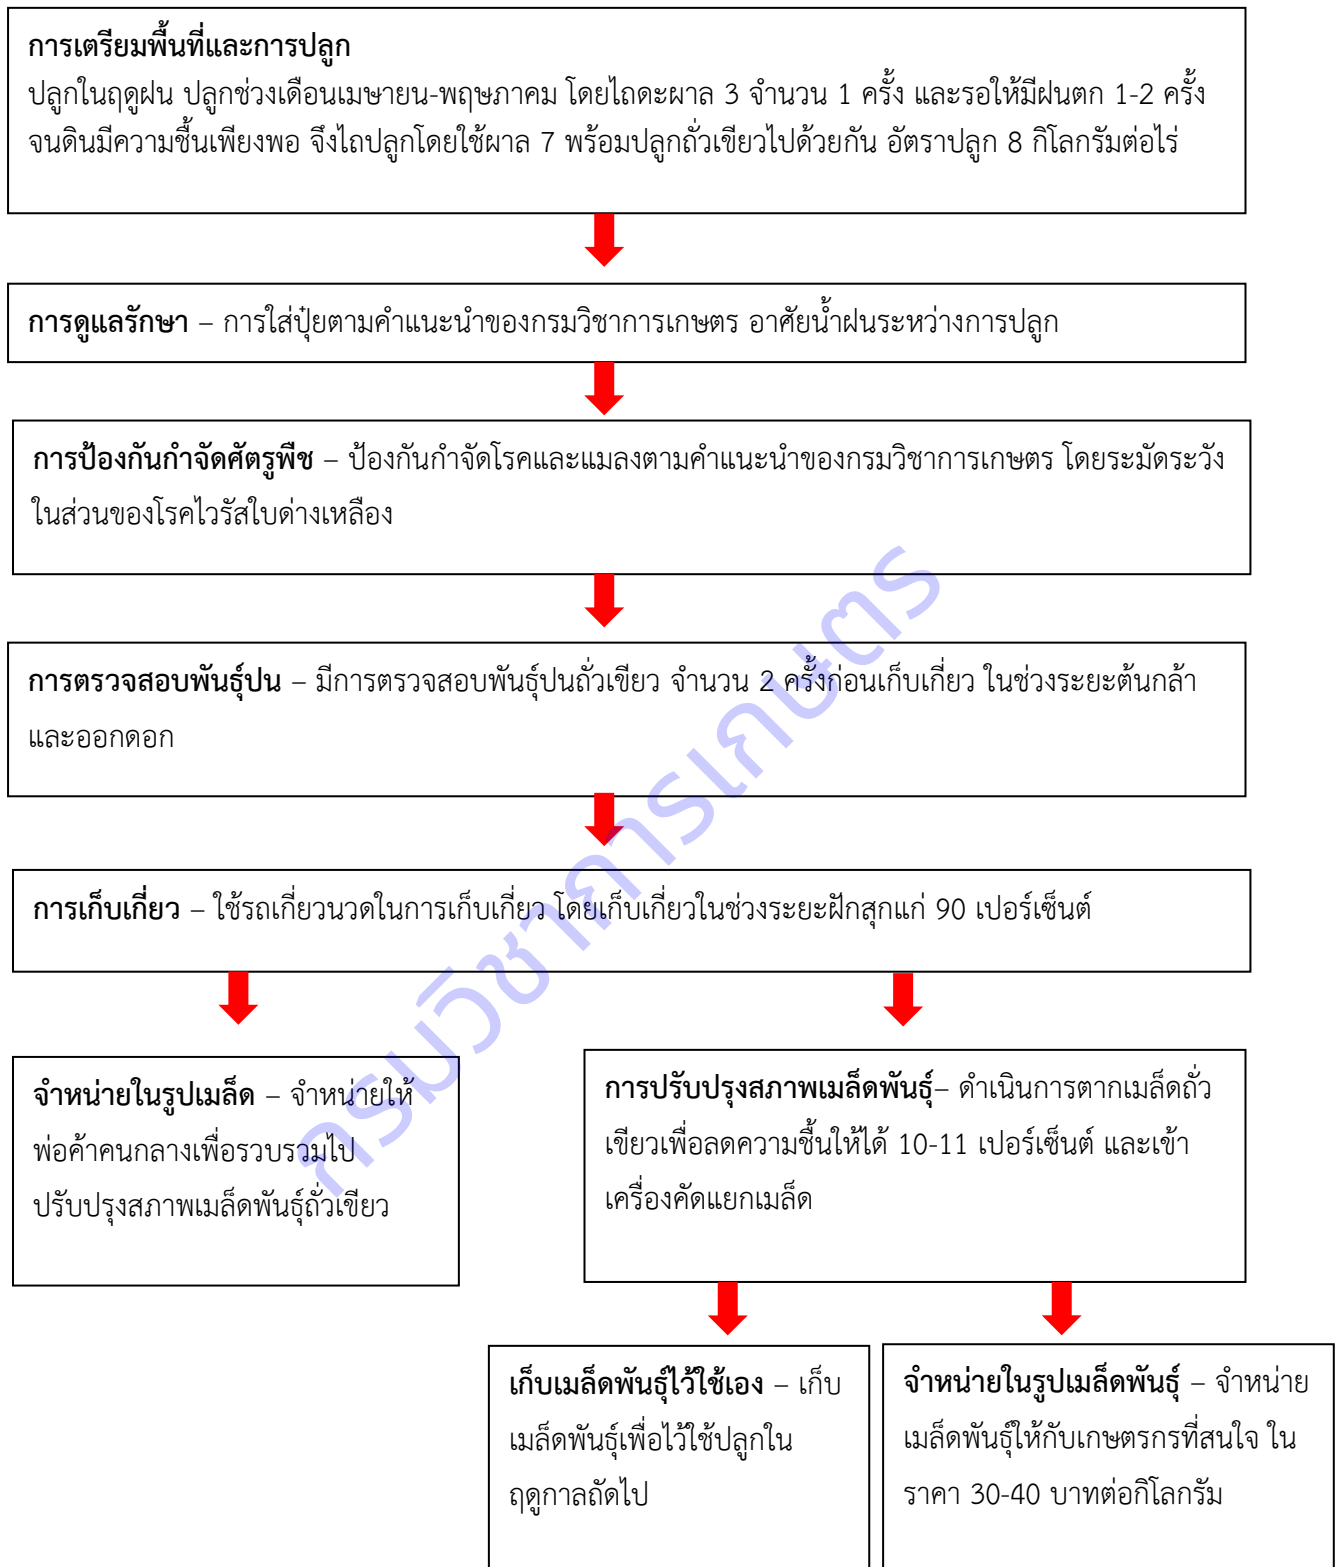 การเตรียมพื้นที่และการปลูก
ปลูกในฤดูฝน ปลูกช่วงเดือนเมษายน-พฤษภาคม โดยไถดะผาล 3 จำนวน 1 ครั้ง และรอให้มีฝนตก 1-2 ครั้ง
จนดินมีความชื้นเพียงพอ จึงไถปลูกโดยใช้ผาล 7 พร้อมปลูกถั่วเขียวไปด้วยกัน อัตราปลูก 8 กิโลกรัมต่อไร่
การดูแลรักษา – การใส่ปุ๋ยตามคำแนะนำของกรมวิชาการเกษตร อาศัยน้ำฝนระหว่างการปลูก
การป้องกันกำจัดศัตรูพืช – ป้องกันกำจัดโรคและแมลงตามคำแนะนำของกรมวิชาการเกษตร โดยระมัดระวัง
ในส่วนของโรคไวรัสใบด่างเหลือง
การตรวจสอบพันธุ์ปน – มีการตรวจสอบพันธุ์ปนถั่วเขียว จำนวน 2 ครั้งก่อนเก็บเกี่ยว ในช่วงระยะต้นกล้า
และออกดอก
การเก็บเกี่ยว – ใช้รถเกี่ยวนวดในการเก็บเกี่ยว โดยเก็บเกี่ยวในช่วงระยะฝักสุกแก่ 90 เปอร์เซ็นต์
จำหน่ายในรูปเมล็ด – จำหน่ายให้
พ่อค้าคนกลางเพื่อรวบรวมไป
ปรับปรุงสภาพเมล็ดพันธุ์ถั่วเขียว
การปรับปรุงสภาพเมล็ดพันธุ์– ดำเนินการตากเมล็ดถั่ว
เขียวเพื่อลดความชื้นให้ได้ 10-11 เปอร์เซ็นต์ และเข้า
เครื่องคัดแยกเมล็ด
เก็บเมล็ดพันธุ์ไว้ใช้เอง – เก็บ
เมล็ดพันธุ์เพื่อไว้ใช้ปลูกใน
ฤดูกาลถัดไป
จำหน่ายในรูปเมล็ดพันธุ์ – จำหน่าย
เมล็ดพันธุ์ให้กับเกษตรกรที่สนใจ ใน
ราคา 30-40 บาทต่อกิโลกรัม
กรมวิชาการเกษตร